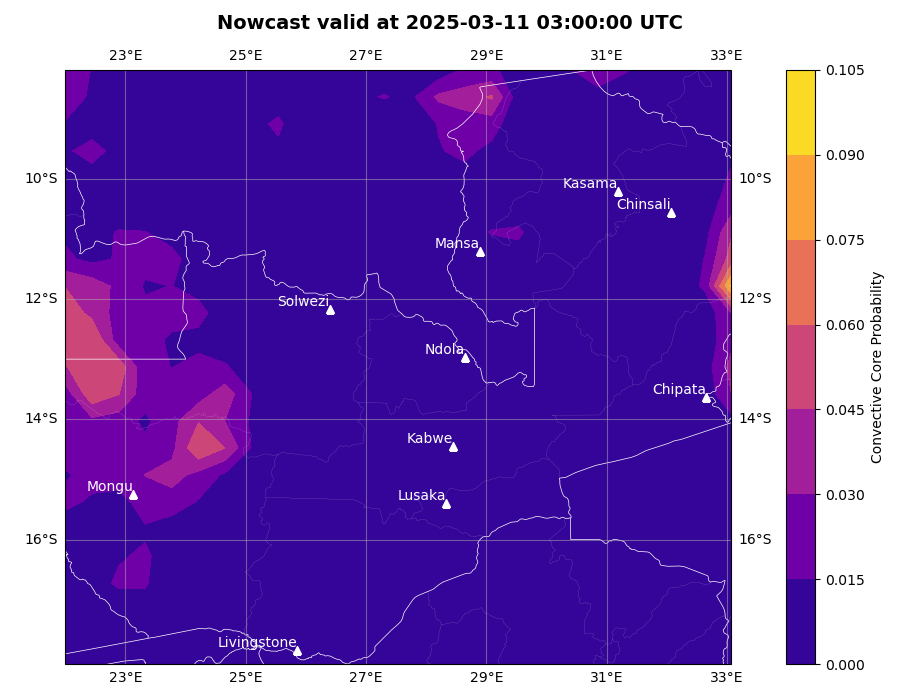 Nowcast valid at 2025-03-11 03:00:00 UTC
23°E 25°E 27°E 29°E 31°E 33°E
0.105
0.090
10°S 10°S
Kasama
Chinsali
Mansa
0.075
12°S 12°S
Solwezi
0.060
Ndola
Chipata
0.045
14°S 14°S
Kabwe
Mongu
Lusaka
0.030
16°S 16°S
0.015
Livingstone
0.000
23°E 25°E 27°E 29°E 31°E 33°E
Convective Core Probability